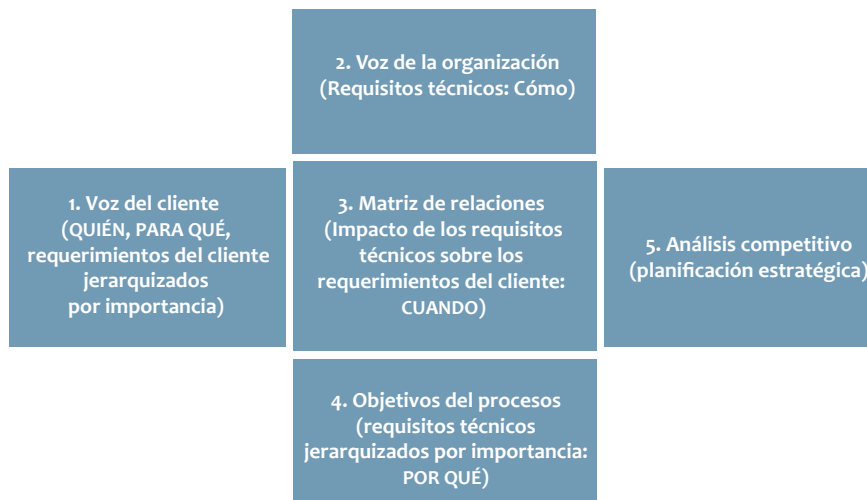 2. Voz de la organización
(Requisitos técnicos: Cómo)
1. Voz del cliente
(QUIÉN, PARA QUÉ,
requerimientos del cliente
jerarquizados
por importancia)
3. Matriz de relaciones
(Impacto de los requisitos
técnicos sobre los
requerimientos del cliente:
CUANDO)
5. Análisis competitivo
(planificación estratégica)
4. Objetivos del procesos
(requisitos técnicos
jerarquizados por importancia:
POR QUÉ)